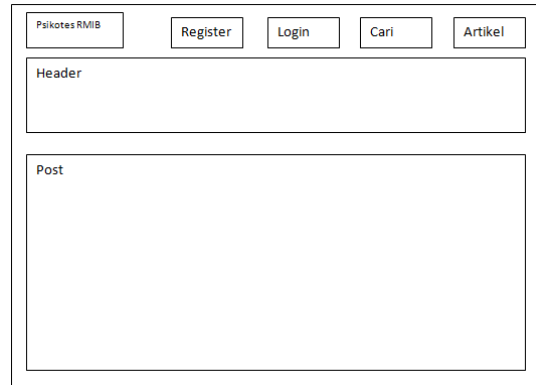 Psikotes RMIB
Register
Login
Cari
Artikel
Header
Post